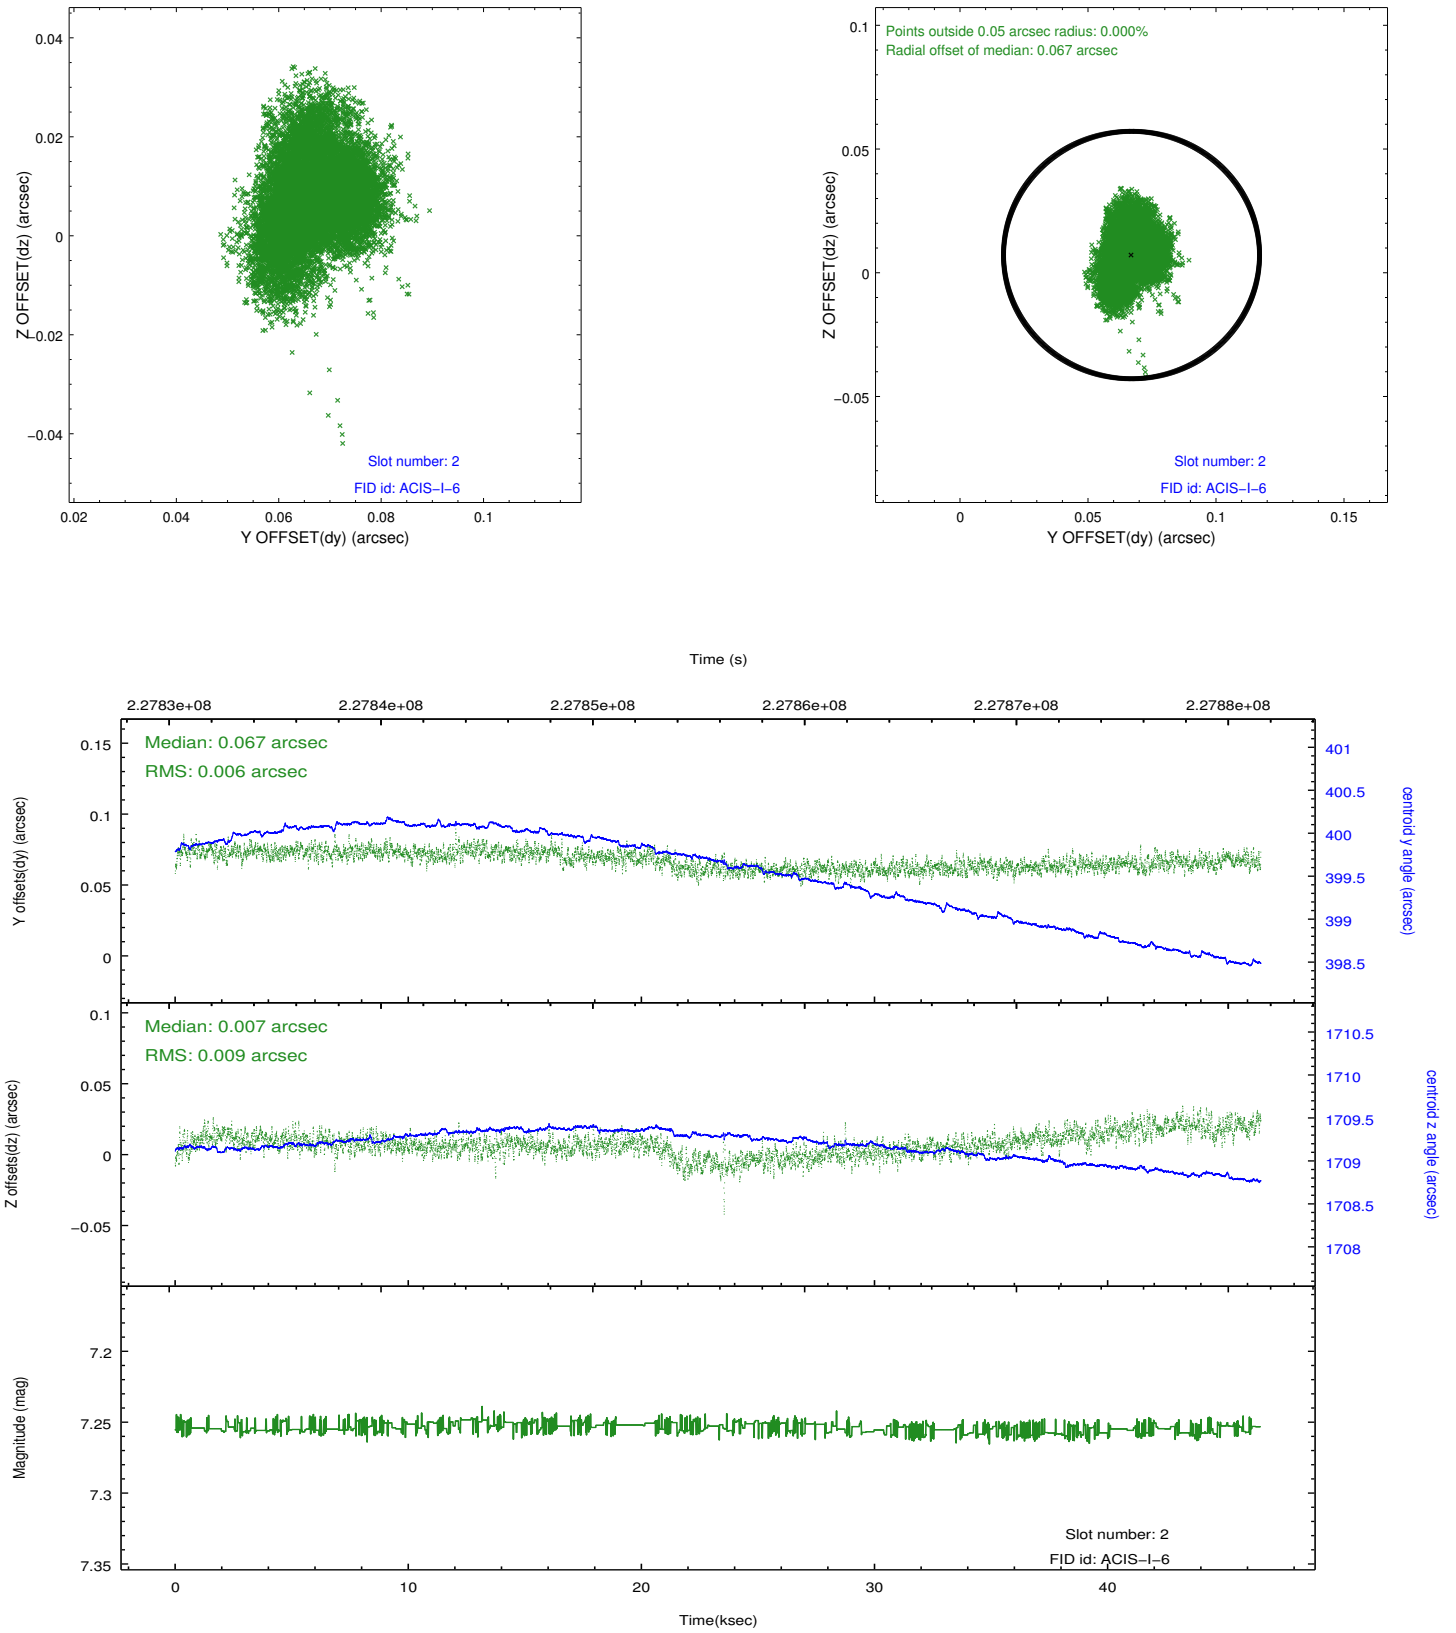 0.04
0.02
0
−0.02
−0.04
Z OFFSET(dz) (arcsec)
Slot number: 2
FID id: ACIS−I−6
0.02 0.04 0.06 0.08 0.1
Y OFFSET(dy) (arcsec)
Points outside 0.05 arcsec radius: 0.000%
Radial offset of median: 0.067 arcsec
0.1
0.05
0
−0.05
Z OFFSET(dz) (arcsec)
Slot number: 2
FID id: ACIS−I−6
0 0.05 0.1 0.15
Y OFFSET(dy) (arcsec)
Time (s)
2.2783e+08 2.2784e+08 2.2785e+08 2.2786e+08 2.2787e+08 2.2788e+08
Median: 0.067 arcsec
RMS: 0.006 arcsec
0.15
0.1
0.05
0
Y offsets(dy) (arcsec)
401
400.5
400
399.5
399
398.5
centroid y angle (arcsec)
Median: 0.007 arcsec
RMS: 0.009 arcsec
0.1
0.05
0
−0.05
Z offsets(dz) (arcsec)
1710.5
1710
1709.5
1709
1708.5
1708
centroid z angle (arcsec)
7.2
7.25
7.3
7.35
Magnitude (mag)
Slot number: 2
FID id: ACIS−I−6
0 10 20 30 40
Time(ksec)